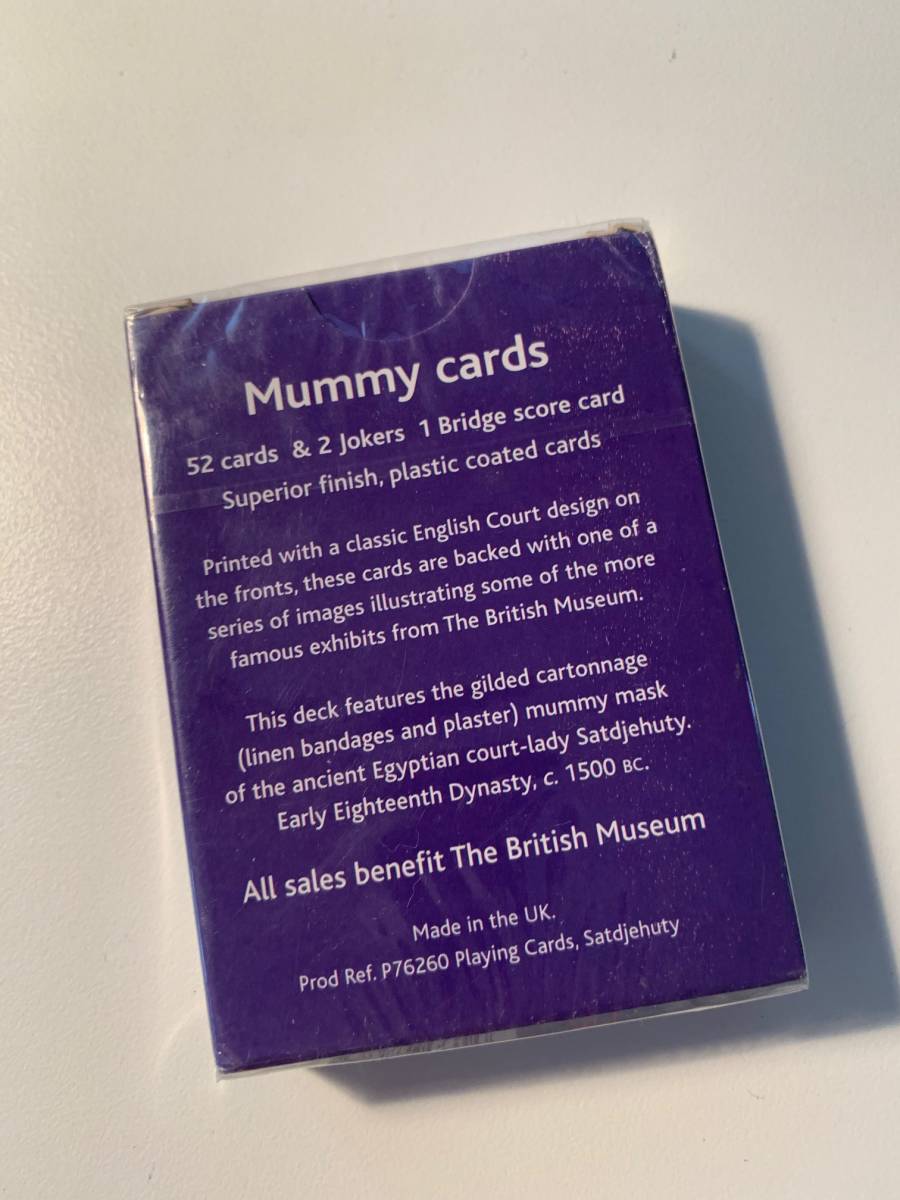 Mummy cards
52 cards & 2 Jokers 1 Bridge score card
Superior finish, plastic coated cards
Printed with a classic English Court design on
the fronts, these cards are backed with one of a
series of images illustrating some of the more
famous exhibits from The British Museum.
This deck features the gilded cartonnage
(linen bandages and plaster) mummy mask
of the ancient Egyptian court-lady Satdjehuty.
Early Eighteenth Dynasty, c. 1500 BC.
All sales benefit The British Museum
Made in the UK.
Prod Ref. P76260 Playing Cards, Satdjehuty